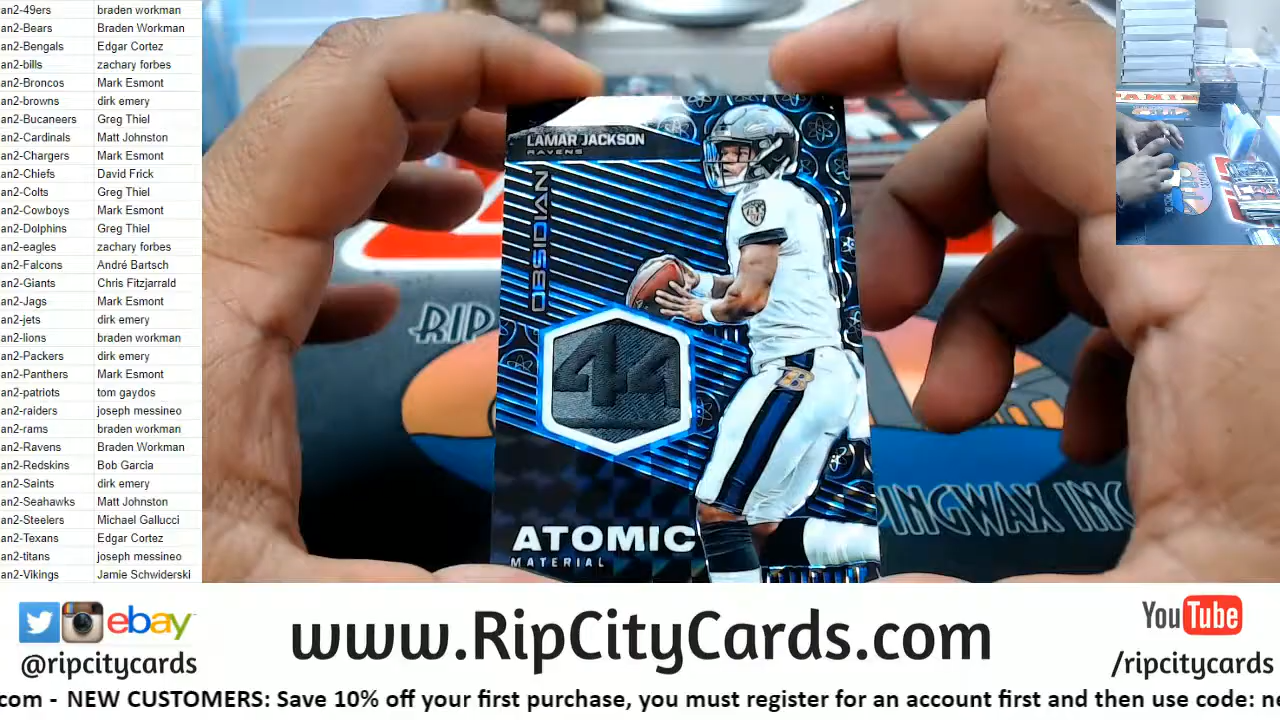 an2-49ers braden workman
an2-Bears Braden Workman
an2-Bengals Edgar Cortez
an2-bills zachary forbes
an2-Broncos Mark Esmont
an2-browns dirk emery
an2-Bucaneers Greg Thiel
an2-Cardinals Matt Johnston
an2-Chargers Mark Esmont
an2-Chiefs David Frick
an2-Colts Greg Thiel
an2-Cowboys Mark Esmont
an2-Dolphins Greg Thiel
an2-eagles zachary forbes
an2-Falcons André Bartsch
an2-Giants Chris Fitzjarrald
an2-Jags Mark Esmont
an2-jets dirk emery
an2-lions braden workman
an2-Packers dirk emery
an2-Panthers Mark Esmont
an2-patriots tom gaydos
an2-raiders joseph messineo
an2-rams braden workman
an2-Ravens Braden Workman
an2-Redskins Bob Garcia
an2-Saints dirk emery
an2-Seahawks Matt Johnston
an2-Steelers Michael Gallucci
an2-Texans Edgar Cortez
an2-titans joseph messineo
an2-Vikings Jamie Schwiderski
LAMAR JACKSON
RAVENS
OBSIDIAN
44
B
ATOMIC
MATERIAL
RIP
PINGWAX INC
PANINI
ebay
@ripcitycards
www.RipCityCards.com
YouTube
/ripcitycards
com - NEW CUSTOMERS: Save 10% off your first purchase, you must register for an account first and then use code: ne